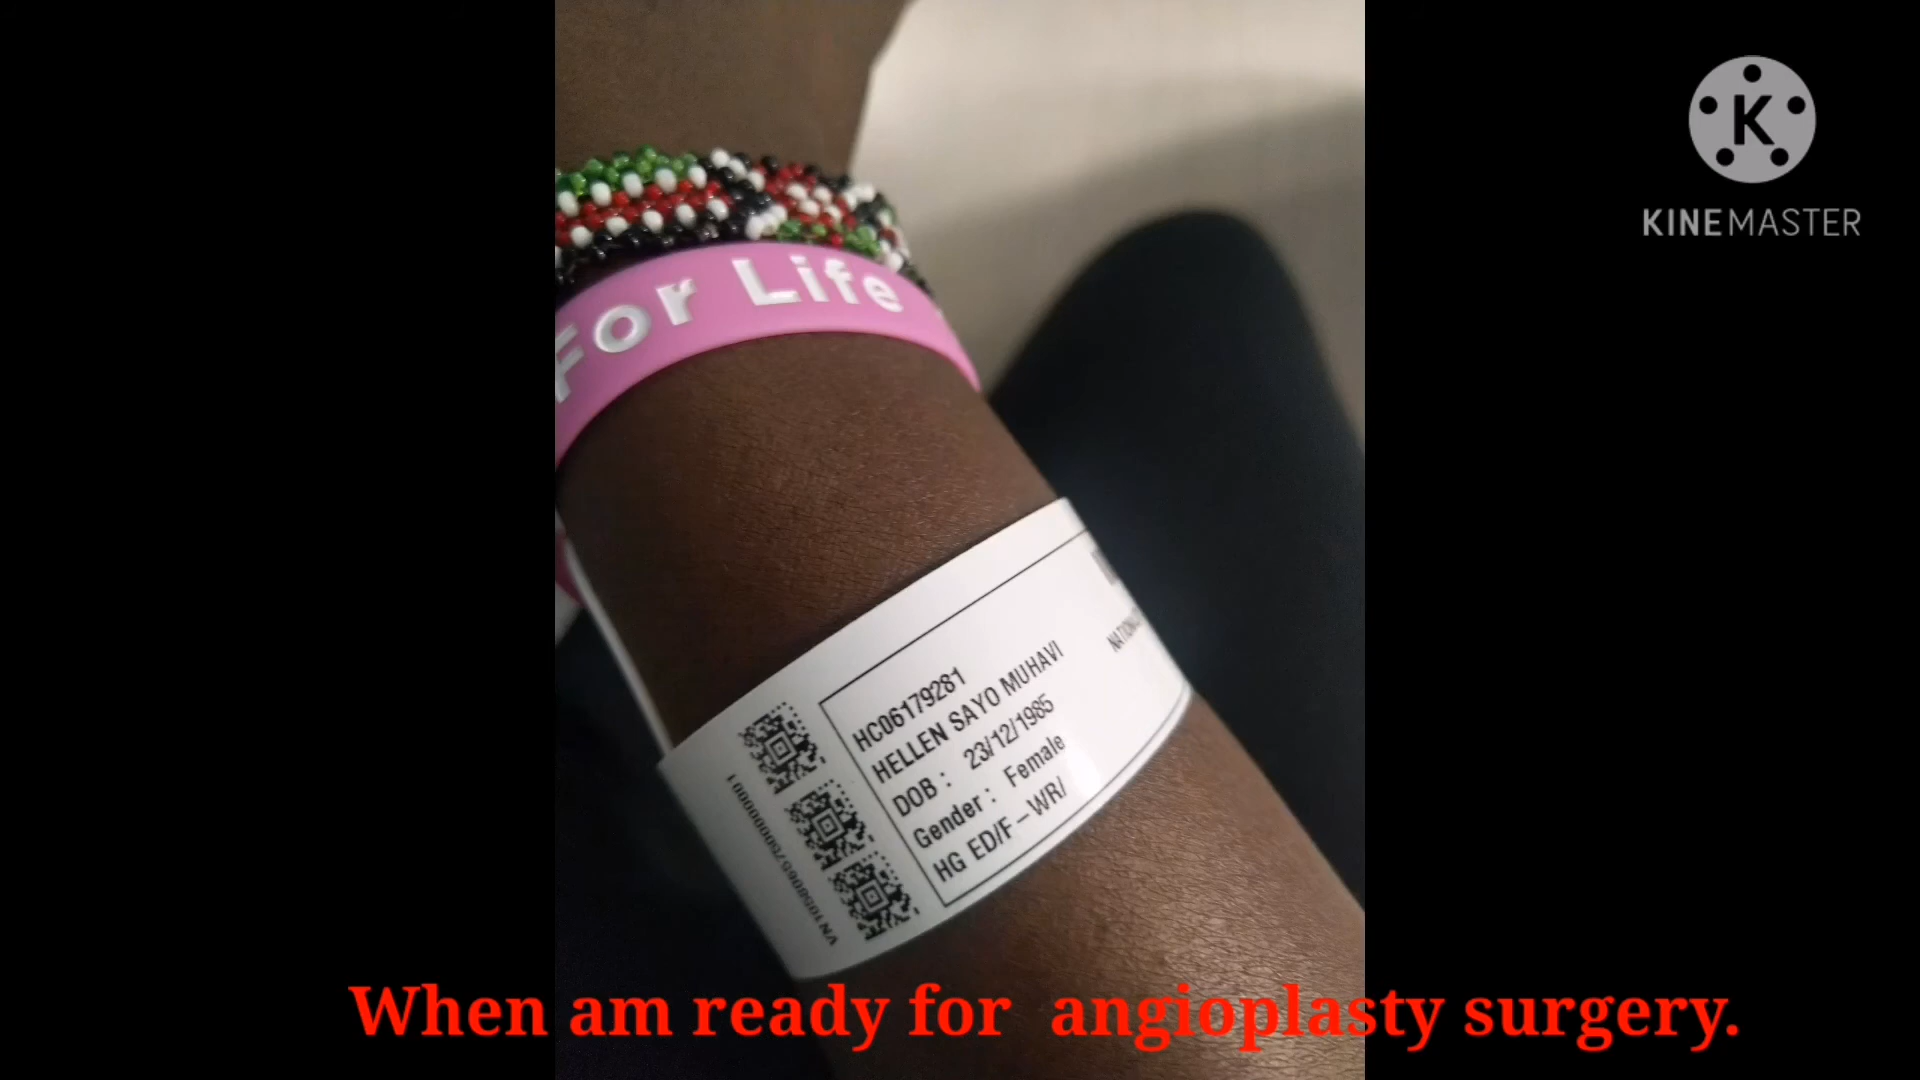 KINEMASTER
For Life
HC06179281
HELLEN SAYO MUHAVI
DOB : 23/12/1985
Gender : Female
HG ED/F-WR/
When am ready for angioplasty surgery.